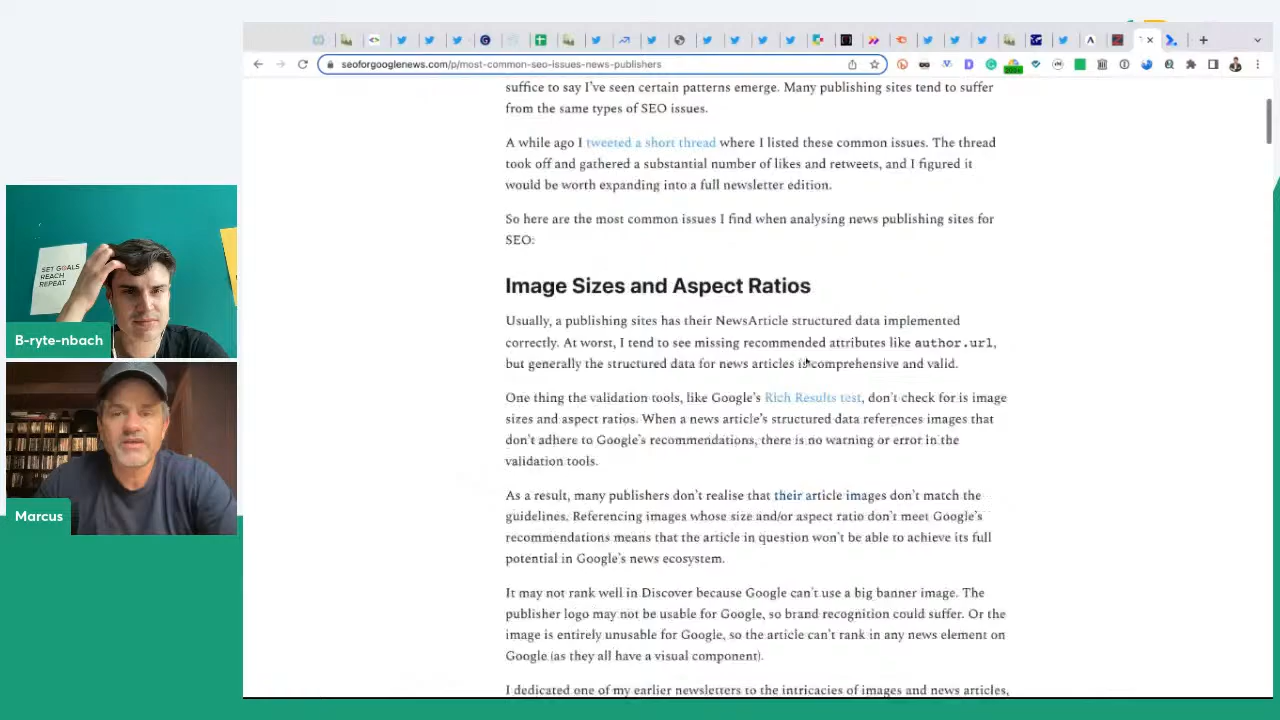 seoforgooglenews.com/p/most-common-seo-issues-news-publishers
suffice to say I've seen certain patterns emerge. Many publishing sites tend to suffer
from the same types of SEO issues.
A while ago I tweeted a short thread where I listed these common issues. The thread
took off and gathered a substantial number of likes and retweets, and I figured it
would be worth expanding into a full newsletter edition.
So here are the most common issues I find when analysing news publishing sites for
SEO:
Image Sizes and Aspect Ratios
Usually, a publishing sites has their NewsArticle structured data implemented
correctly. At worst, I tend to see missing recommended attributes like author.url,
but generally the structured data for news articles is comprehensive and valid.
One thing the validation tools, like Google's Rich Results test, don't check for is image
sizes and aspect ratios. When a news article's structured data references images that
don't adhere to Google's recommendations, there is no warning or error in the
validation tools.
As a result, many publishers don't realise that their article images don't match the
guidelines. Referencing images whose size and/or aspect ratio don't meet Google's
recommendations means that the article in question won't be able to achieve its full
potential in Google's news ecosystem.
It may not rank well in Discover because Google can't use a big banner image. The
publisher logo may not be usable for Google, so brand recognition could suffer. Or the
image is entirely unusable for Google, so the article can't rank in any news element on
Google (as they all have a visual component).
I dedicated one of my earlier newsletters to the intricacies of images and news articles,
SET GOALS
REACH
REPEAT
B-ryte-nbach
Marcus